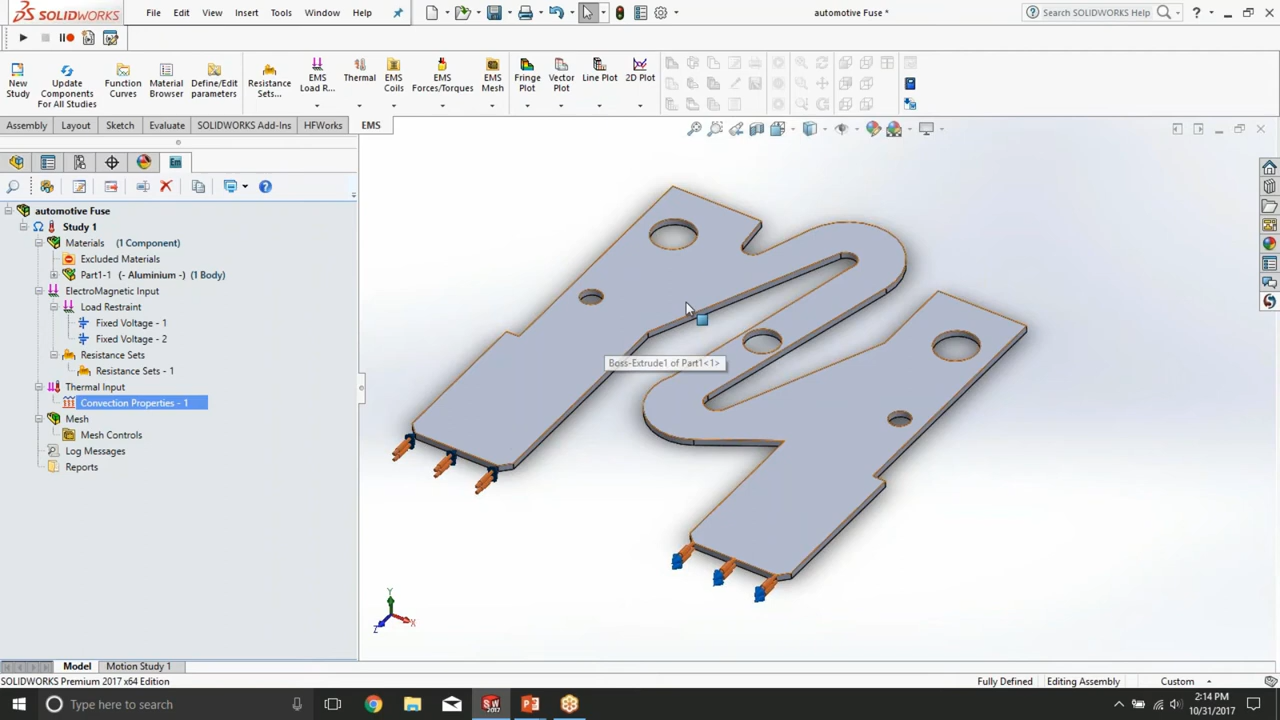 SOLIDWORKS File Edit View Insert Tools Window Help automotive Fuse * Search SOLIDWORKS Help
New Study
Update Components For All Studies
Function Curves
Material Browser
Define/Edit parameters
Resistance Sets...
EMS Load R...
Thermal
EMS Coils
EMS Forces/Torques
EMS Mesh
Fringe Plot
Vector Plot
Line Plot
2D Plot
Assembly Layout Sketch Evaluate SOLIDWORKS Add-Ins HFWorks EMS
automotive Fuse
Study 1
Materials (1 Component)
Excluded Materials
Part1-1 (- Aluminium -) (1 Body)
ElectroMagnetic Input
Load Restraint
Fixed Voltage - 1
Fixed Voltage - 2
Resistance Sets
Resistance Sets - 1
Thermal Input
Convection Properties - 1
Mesh
Mesh Controls
Log Messages
Reports
Boss-Extrude1 of Part1<1>
Y
X
Z
Model Motion Study 1
SOLIDWORKS Premium 2017 x64 Edition Fully Defined Editing Assembly Custom
Type here to search
2:14 PM
10/31/2017